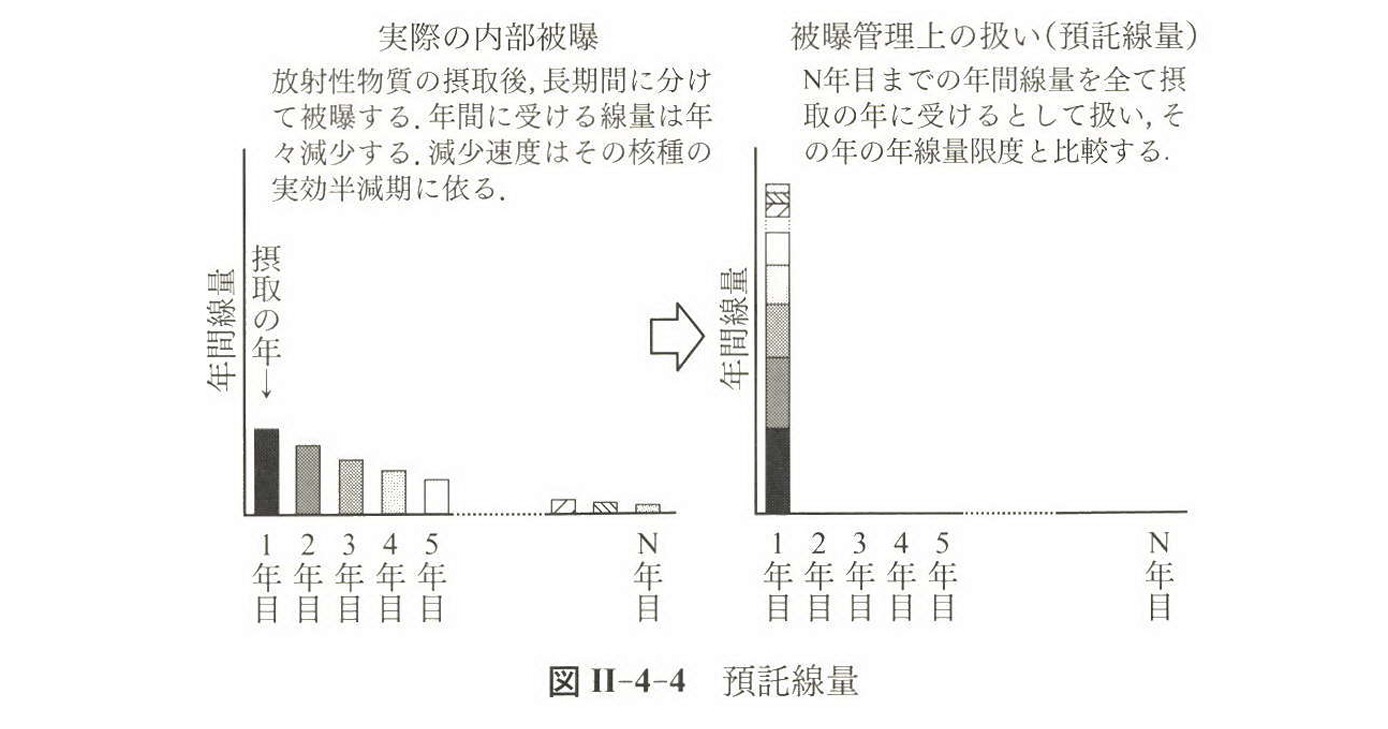 実際の内部被曝
放射性物質の摂取後,長期間に分け
て被曝する.年間に受ける線量は年
々減少する.減少速度はその核種の
実効半減期に依る.
年間線量
摂取の年
1年目
2年目
3年目
4年目
5年目
N年目
被曝管理上の扱い(預託線量)
N年目までの年間線量を全て摂
取の年に受けるとして扱い,そ
の年の年線量限度と比較する.
年間線量
1年目
2年目
3年目
4年目
5年目
N年目
図 II-4-4 預託線量